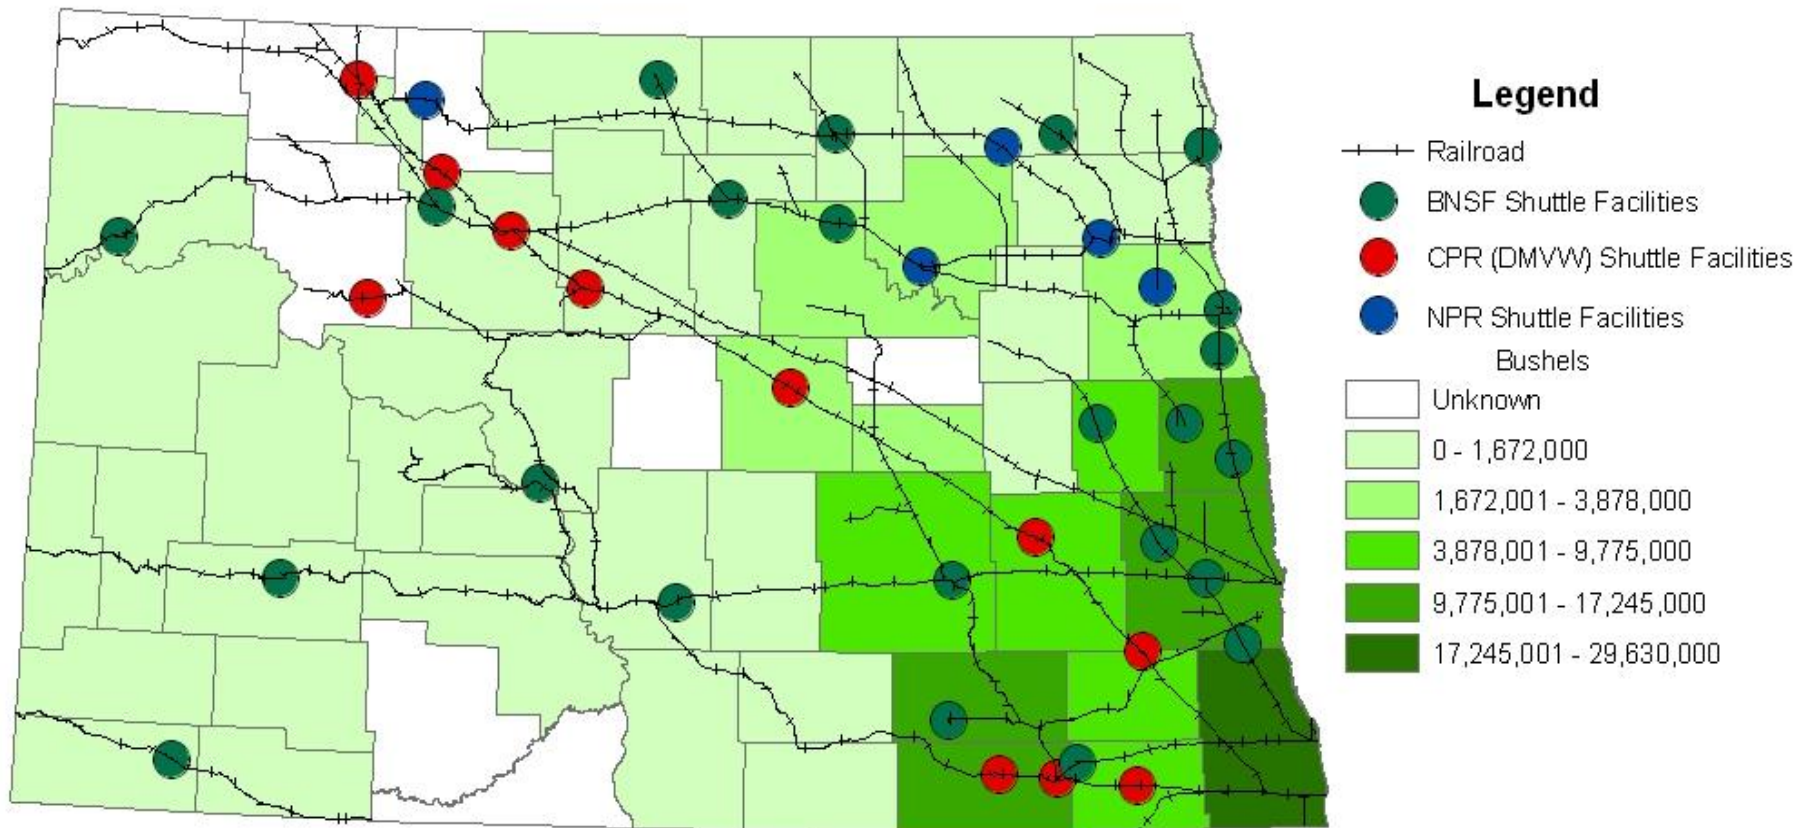 Legend
Railroad
BNSF Shuttle Facilities
CPR (DMVW) Shuttle Facilities
NPR Shuttle Facilities
Bushels
Unknown
0 - 1,672,000
1,672,001 - 3,878,000
3,878,001 - 9,775,000
9,775,001 - 17,245,000
17,245,001 - 29,630,000